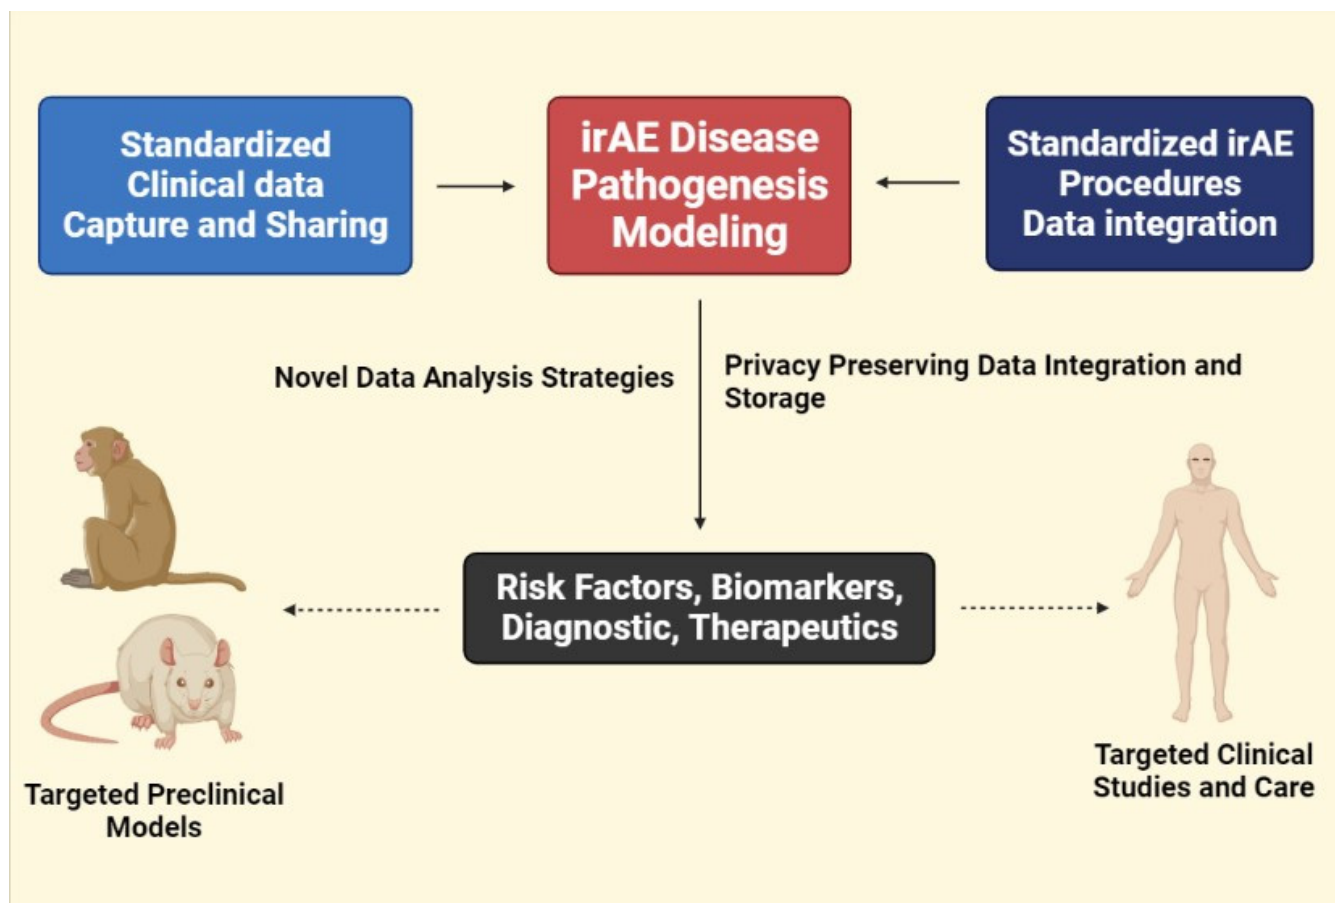 Standardized
Clinical data
Capture and Sharing
irAE Disease
Pathogenesis
Modeling
Standardized irAE
Procedures
Data integration
Novel Data Analysis Strategies
Privacy Preserving Data Integration and
Storage
Risk Factors, Biomarkers,
Diagnostic, Therapeutics
Targeted Preclinical
Models
Targeted Clinical
Studies and Care